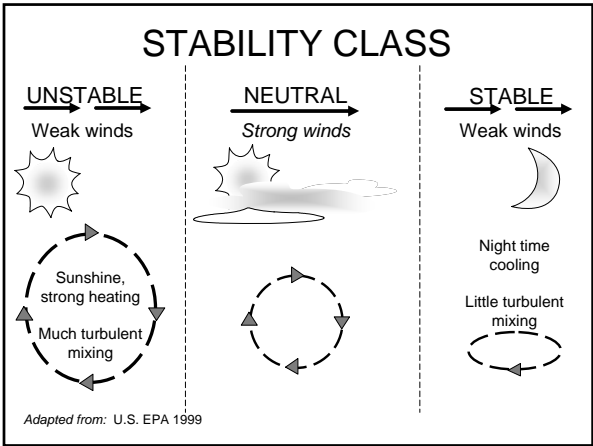 STABILITY CLASS
UNSTABLE
Weak winds
Sunshine,
strong heating
Much turbulent
mixing
NEUTRAL
Strong winds
STABLE
Weak winds
Night time
cooling
Little turbulent
mixing
Adapted from: U.S. EPA 1999